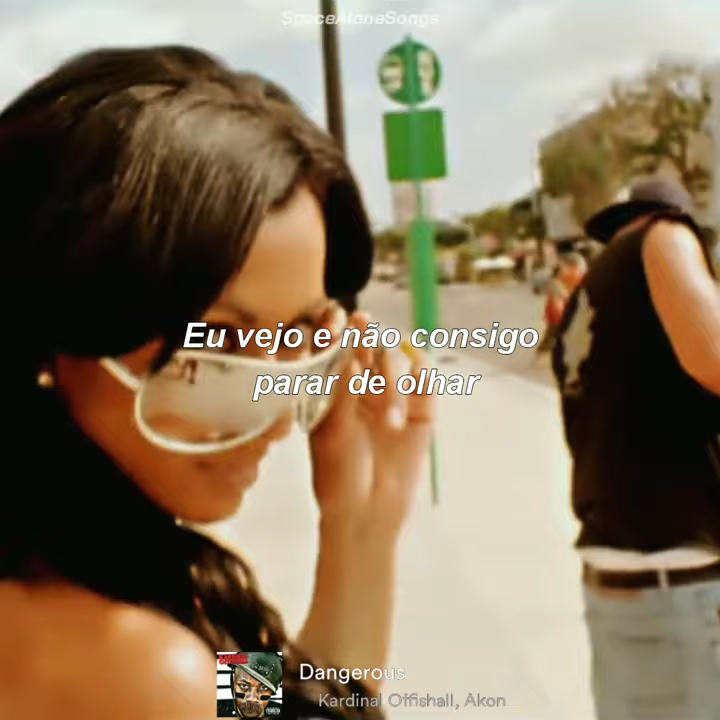 SpaceAloneSongs
Eu vejo e não consigo
parar de olhar
Dangerous
Kardinal Offishall, Akon